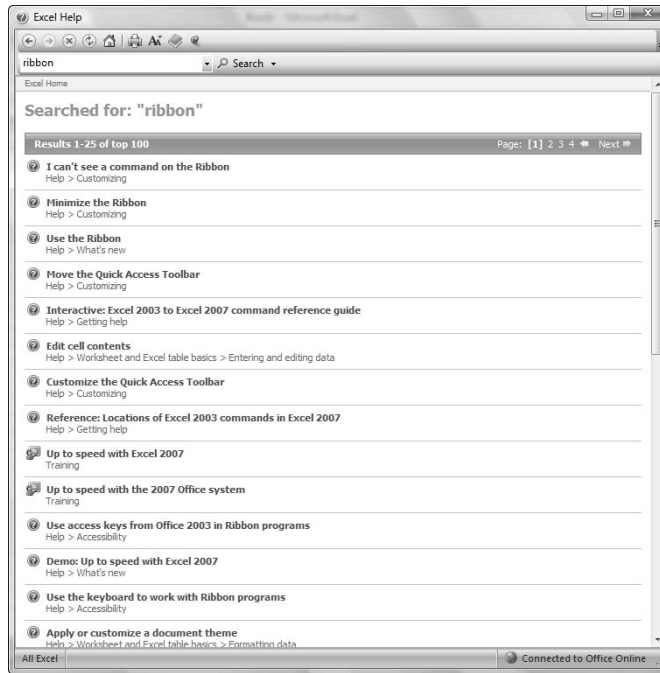 Excel Help
ribbon
Search
Excel Home
Searched for: "ribbon"
Results 1-25 of top 100
Page: [1] 2 3 4 Next
I can't see a command on the Ribbon
Help > Customizing
Minimize the Ribbon
Help > Customizing
Use the Ribbon
Help > What's new
Move the Quick Access Toolbar
Help > Customizing
Interactive: Excel 2003 to Excel 2007 command reference guide
Help > Getting help
Edit cell contents
Help > Worksheet and Excel table basics > Entering and editing data
Customize the Quick Access Toolbar
Help > Customizing
Reference: Locations of Excel 2003 commands in Excel 2007
Help > Getting help
Up to speed with Excel 2007
Training
Up to speed with the 2007 Office system
Training
Use access keys from Office 2003 in Ribbon programs
Help > Accessibility
Demo: Up to speed with Excel 2007
Help > What's new
Use the keyboard to work with Ribbon programs
Help > Accessibility
Apply or customize a document theme
Help > Worksheet and Excel table basics > Formatting data
All Excel
Connected to Office Online